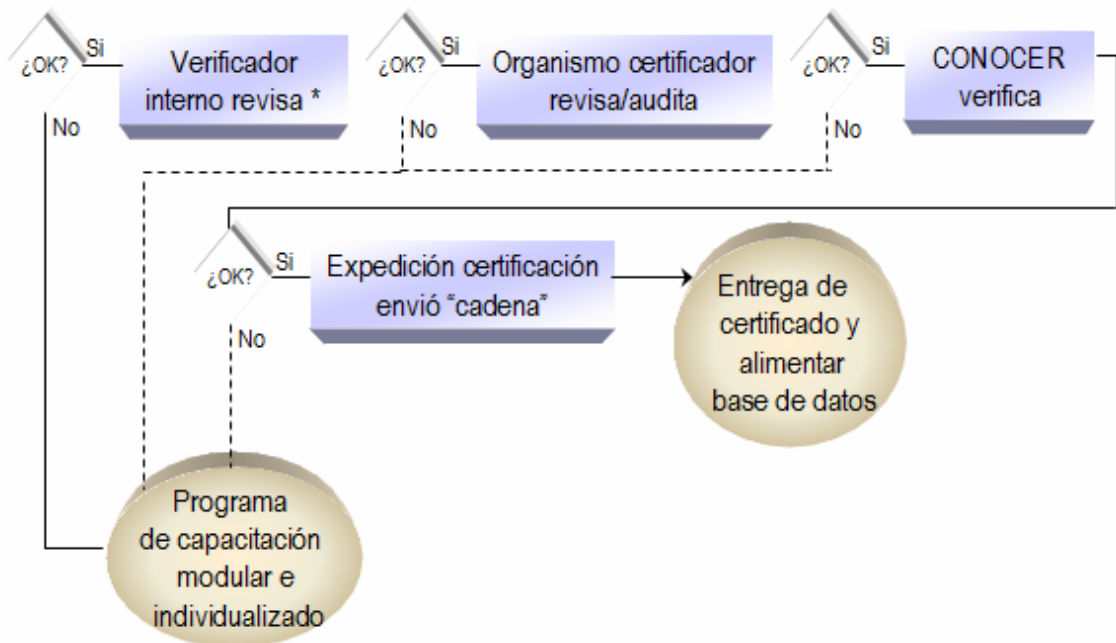 ¿OK?
Si
No
Verificador
interno revisa *
¿OK?
Si
No
Organismo certificador
revisa/audita
¿OK?
Si
No
CONOCER
verifica
¿OK?
Si
No
Expedición certificación
envió “cadena”
Entrega de
certificado y
alimentar
base de datos
Programa
de capacitación
modular e
individualizado